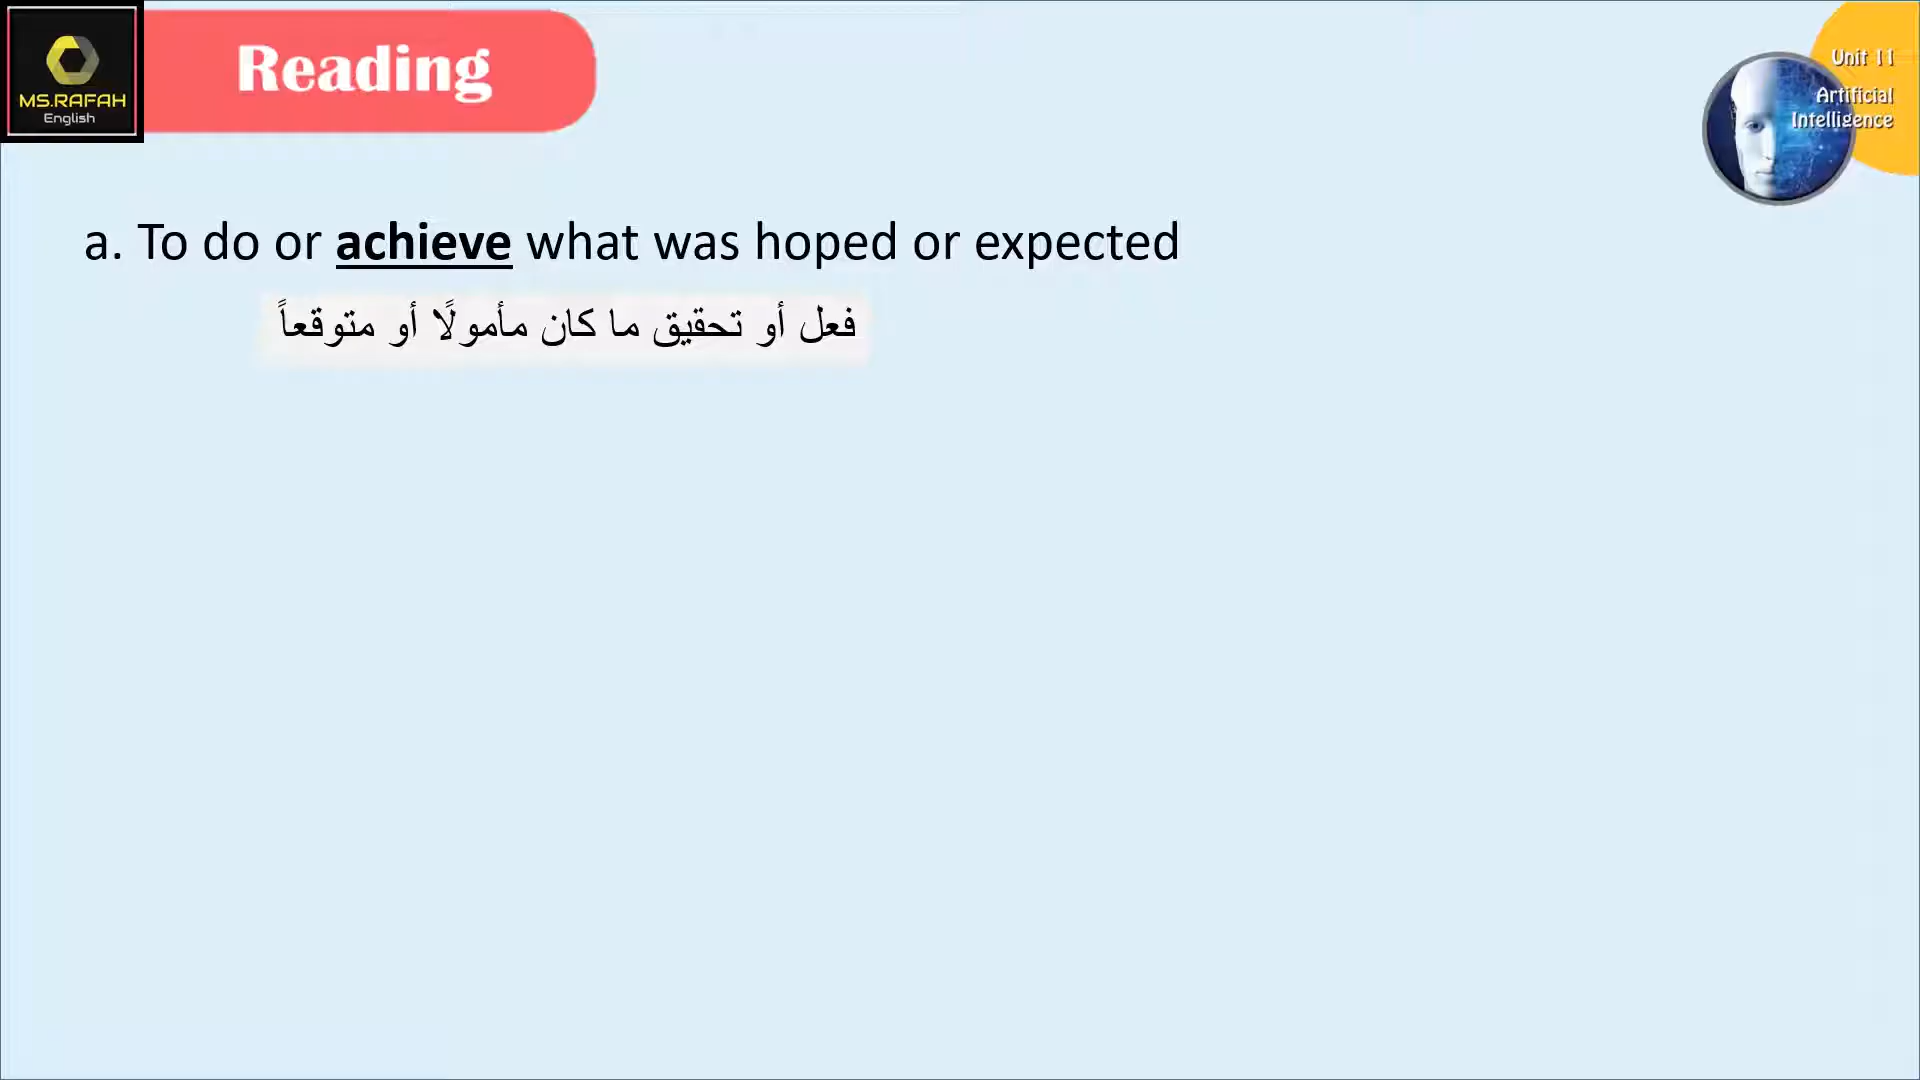 MS.RAFAH
English
Reading
Unit 11
Artificial
Intelligence
a. To do or achieve what was hoped or expected
فعل أو تحقيق ما كان مأمولًا أو متوقعاً